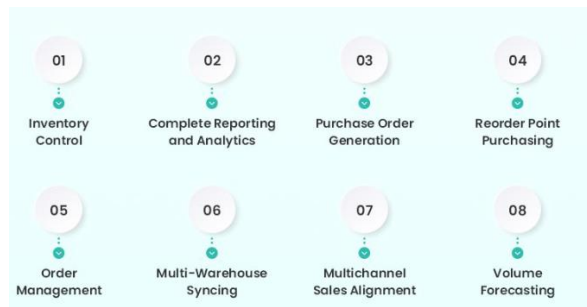 01
02
03
04
Inventory
Control
Complete Reporting
and Analytics
Purchase Order
Generation
Reorder Point
Purchasing
05
06
07
08
Order
Management
Multi-Warehouse
Syncing
Multichannel
Sales Alignment
Volume
Forecasting